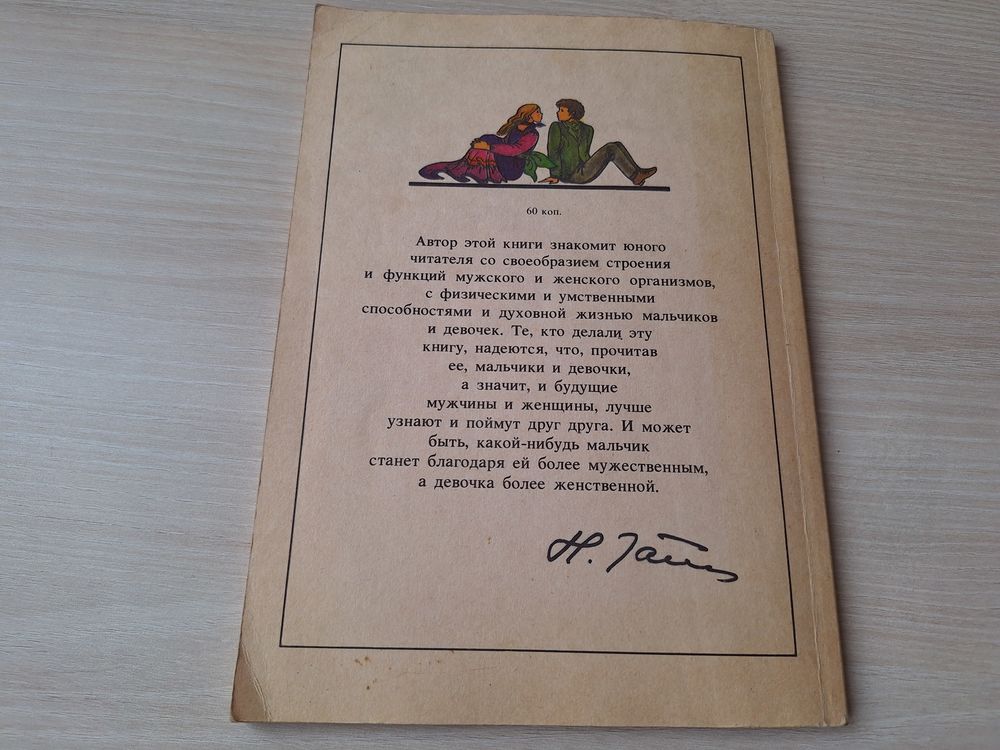 60 коп.
Автор этой книги знакомит юного
читателя со своеобразием строения
и функций мужского и женского организмов,
с физическими и умственными
способностями и духовной жизнью мальчиков
и девочек. Те, кто делали эту
книгу, надеются, что, прочитав
ее, мальчики и девочки,
а значит, и будущие
мужчины и женщины, лучше
узнают и поймут друг друга. И может
быть, какой-нибудь мальчик
станет благодаря ей более мужественным,
а девочка более женственной.